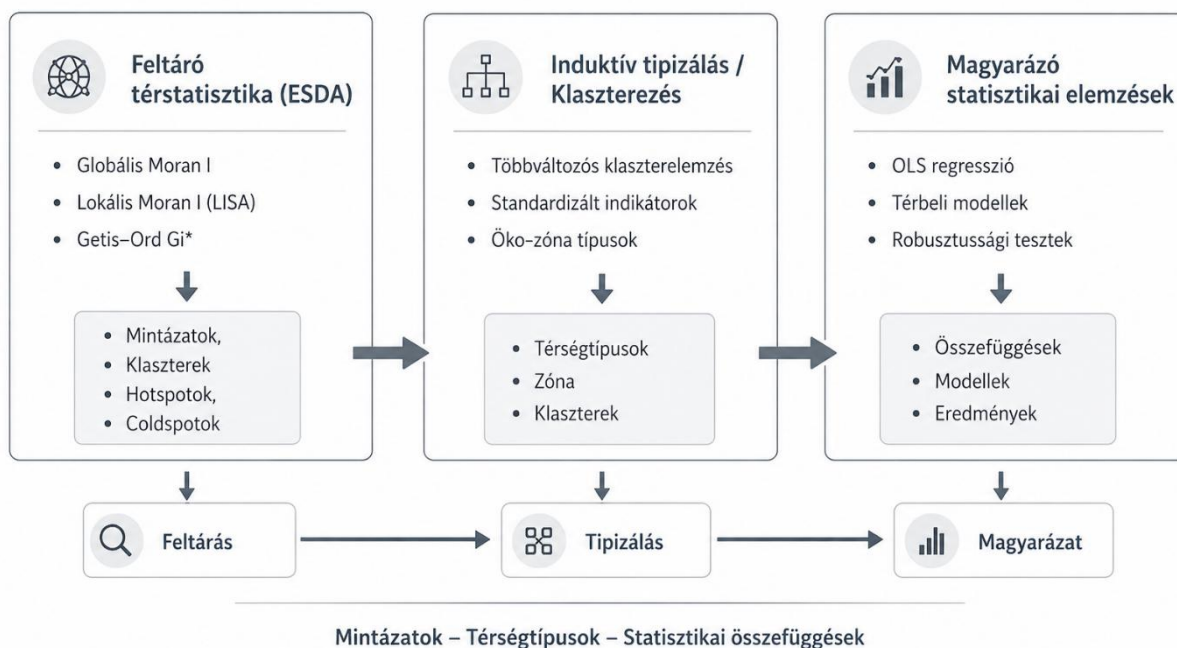 Feltáró
térstatisztika (ESDA)
• Globális Moran I
• Lokális Moran I (LISA)
• Getis–Ord Gi*
• Mintázatok,
• Klaszterek
• Hotspotok,
• Coldspotok
Induktív tipizálás /
Klaszterezés
• Többváltozós klaszterelemzés
• Standardizált indikátorok
• Öko-zóna típusok
• Térségtípusok
• Zóna
• Klaszterek
Magyarázó
statisztikai elemzések
• OLS regresszió
• Térbeli modellek
• Robusztussági tesztek
• Összefüggések
• Modellek
• Eredmények
Feltárás
Tipizálás
Magyarázat
Mintázatok – Térségtípusok – Statisztikai összefüggések